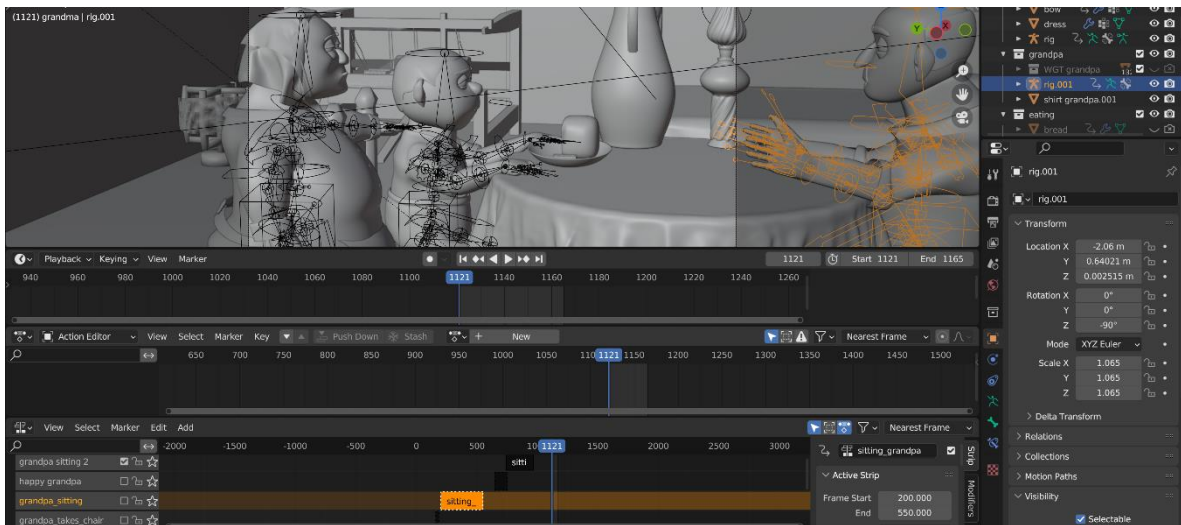 (1121) grandma | rig.001
bow
dress
rig
grandpa
WGT grandpa
rig.001
shirt grandpa.001
eating
bread
Y
X
rig.001
rig.001
Transform
Location X -2.06 m
Y 0.64021 m
Z 0.002515 m
Rotation X 0°
Y 0°
Z -90°
Mode XYZ Euler
Scale X 1.065
Y 1.065
Z 1.065
Delta Transform
Relations
Collections
Motion Paths
Visibility
Selectable
Playback Keying View Marker 1121 Start 1121 End 1165
940 960 980 1000 1020 1040 1060 1080 1100 1121 1140 1160 1180 1200 1220 1240 1260
Action Editor View Select Marker Key Push Down Stash New Nearest Frame
650 700 750 800 850 900 950 1000 1050 110 1121 1150 1200 1250 1300 1350 1400 1450 1500
View Select Marker Edit Add Nearest Frame
-2000 -1500 -1000 -500 0 500 10 1121 1500 2000 2500 3000
grandpa sitting 2 sitti
happy grandpa
grandpa_sitting sitting_
grandpa takes chair
sitting_grandpa
Active Strip
Frame Start 200.000
End 550.000
Strip
Modifiers